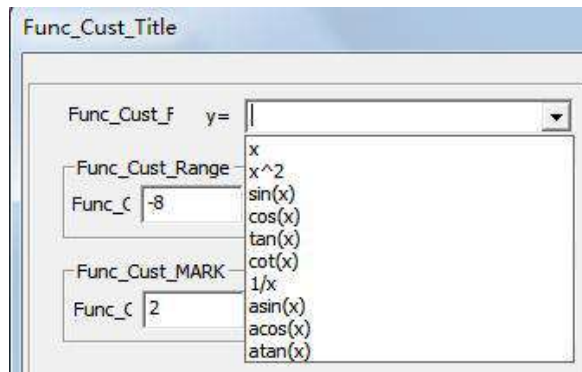 Func_Cust_Title
Func_Cust_F y=
x
x^2
Func_Cust_Range
sin(x)
Func_C -8
cos(x)
tan(x)
cot(x)
Func_Cust_MARK
1/x
Func_C 2
asin(x)
acos(x)
atan(x)